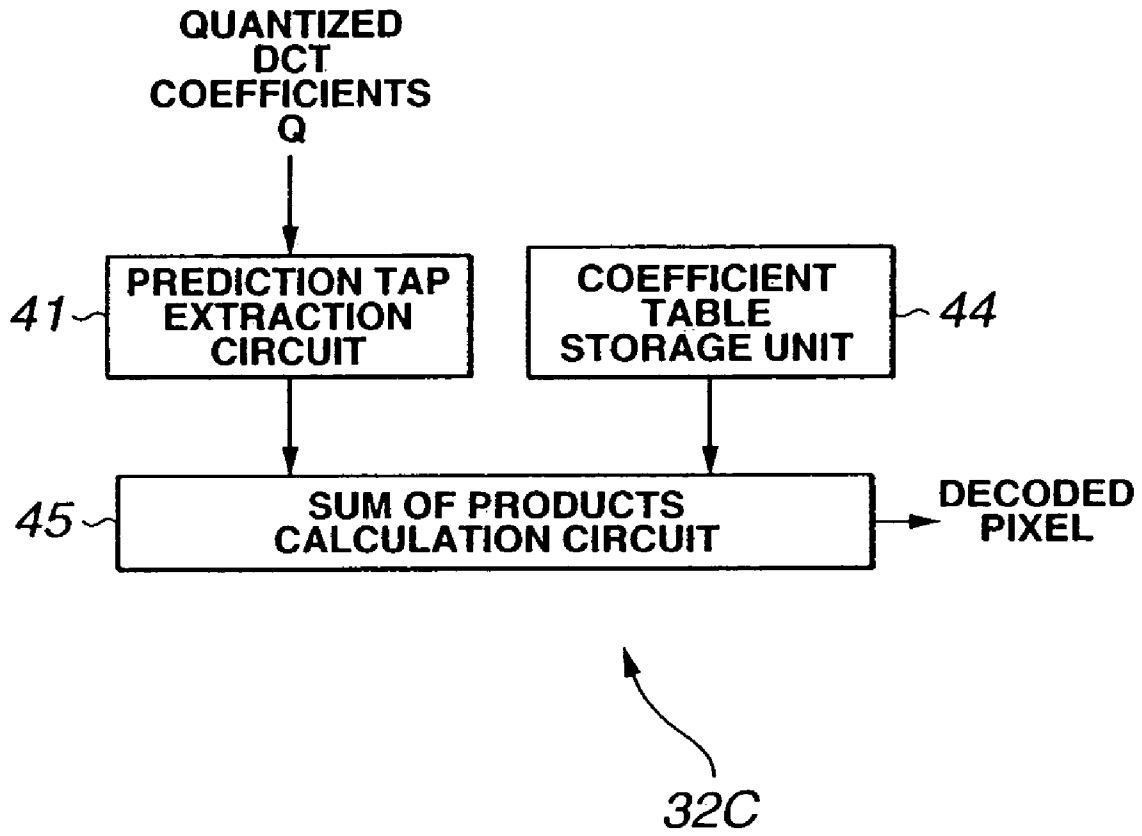 QUANTIZED
DCT
COEFFICIENTS
Q
41
PREDICTION TAP
EXTRACTION
CIRCUIT
COEFFICIENT
TABLE
STORAGE UNIT
44
45
SUM OF PRODUCTS
CALCULATION CIRCUIT
DECODED
PIXEL
32C